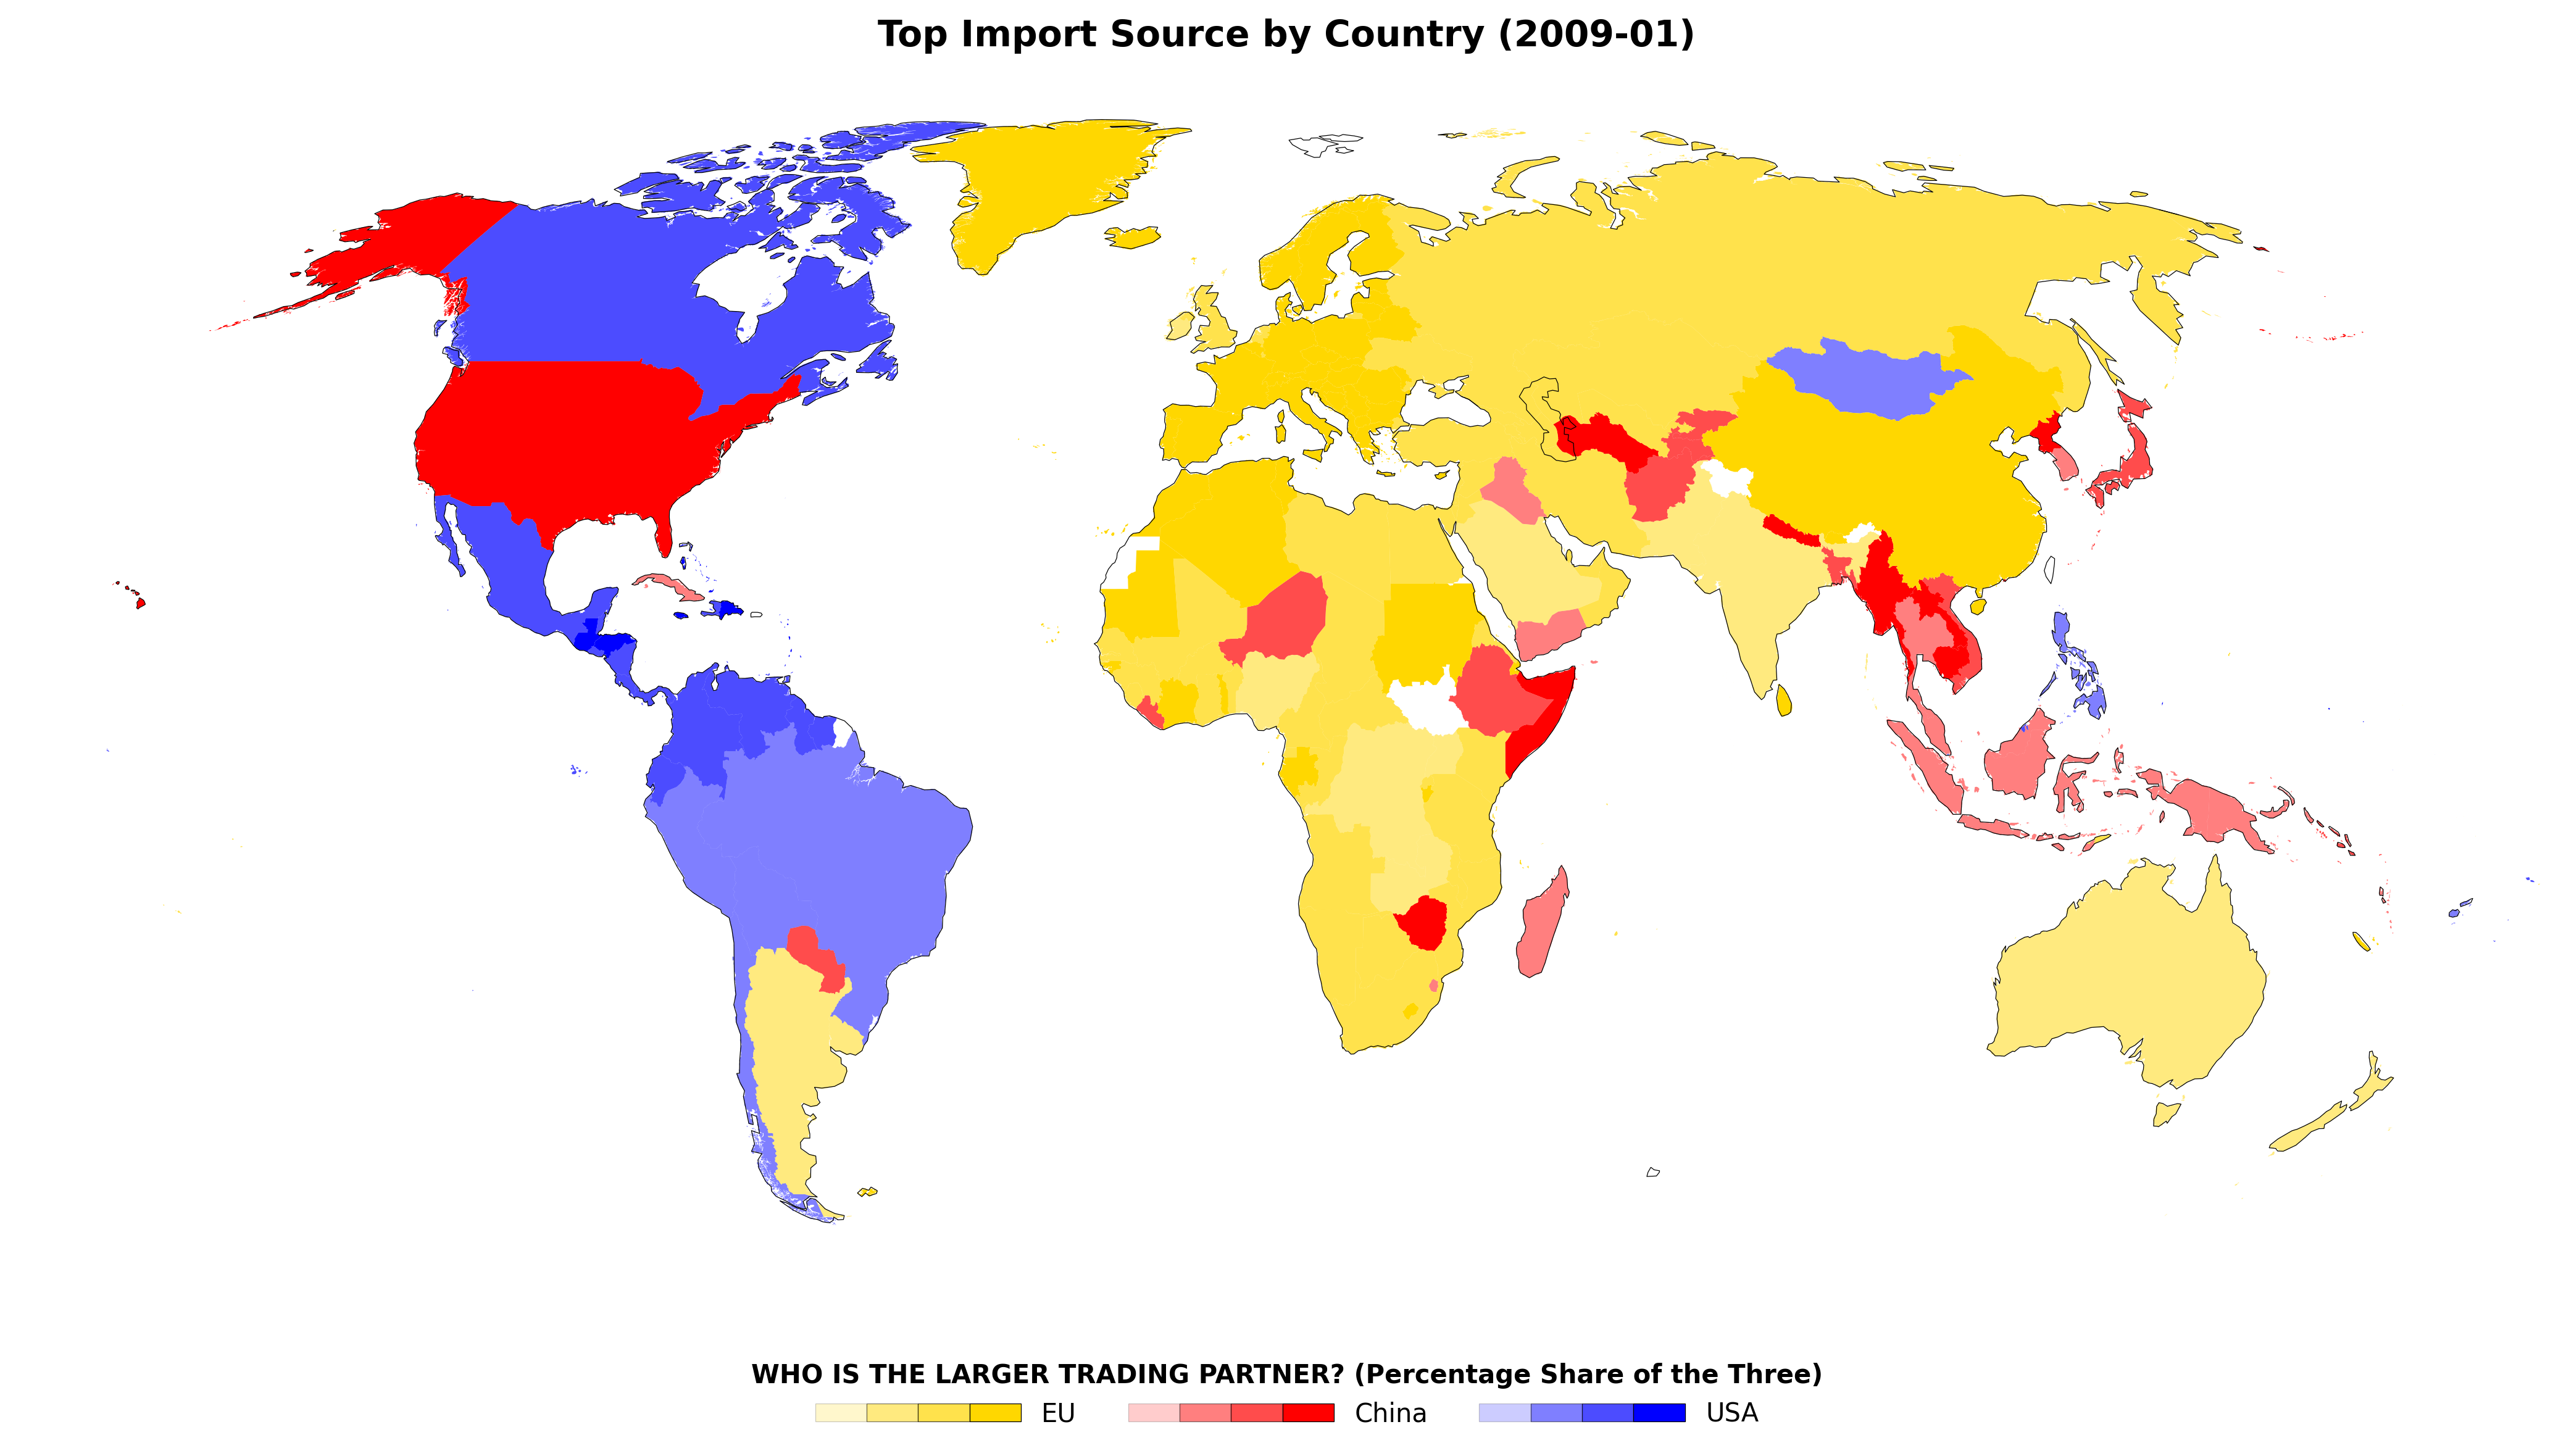 Top Import Source by Country (2009-01)
WHO IS THE LARGER TRADING PARTNER? (Percentage Share of the Three)
EU China USA